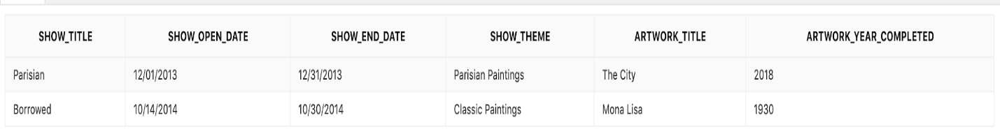 SHOW_TITLE SHOW_OPEN_DATE SHOW_END_DATE SHOW_THEME ARTWORK_TITLE ARTWORK_YEAR_COMPLETED
Parisian 12/01/2013 12/31/2013 Parisian Paintings The City 2018
Borrowed 10/14/2014 10/30/2014 Classic Paintings Mona Lisa 1930